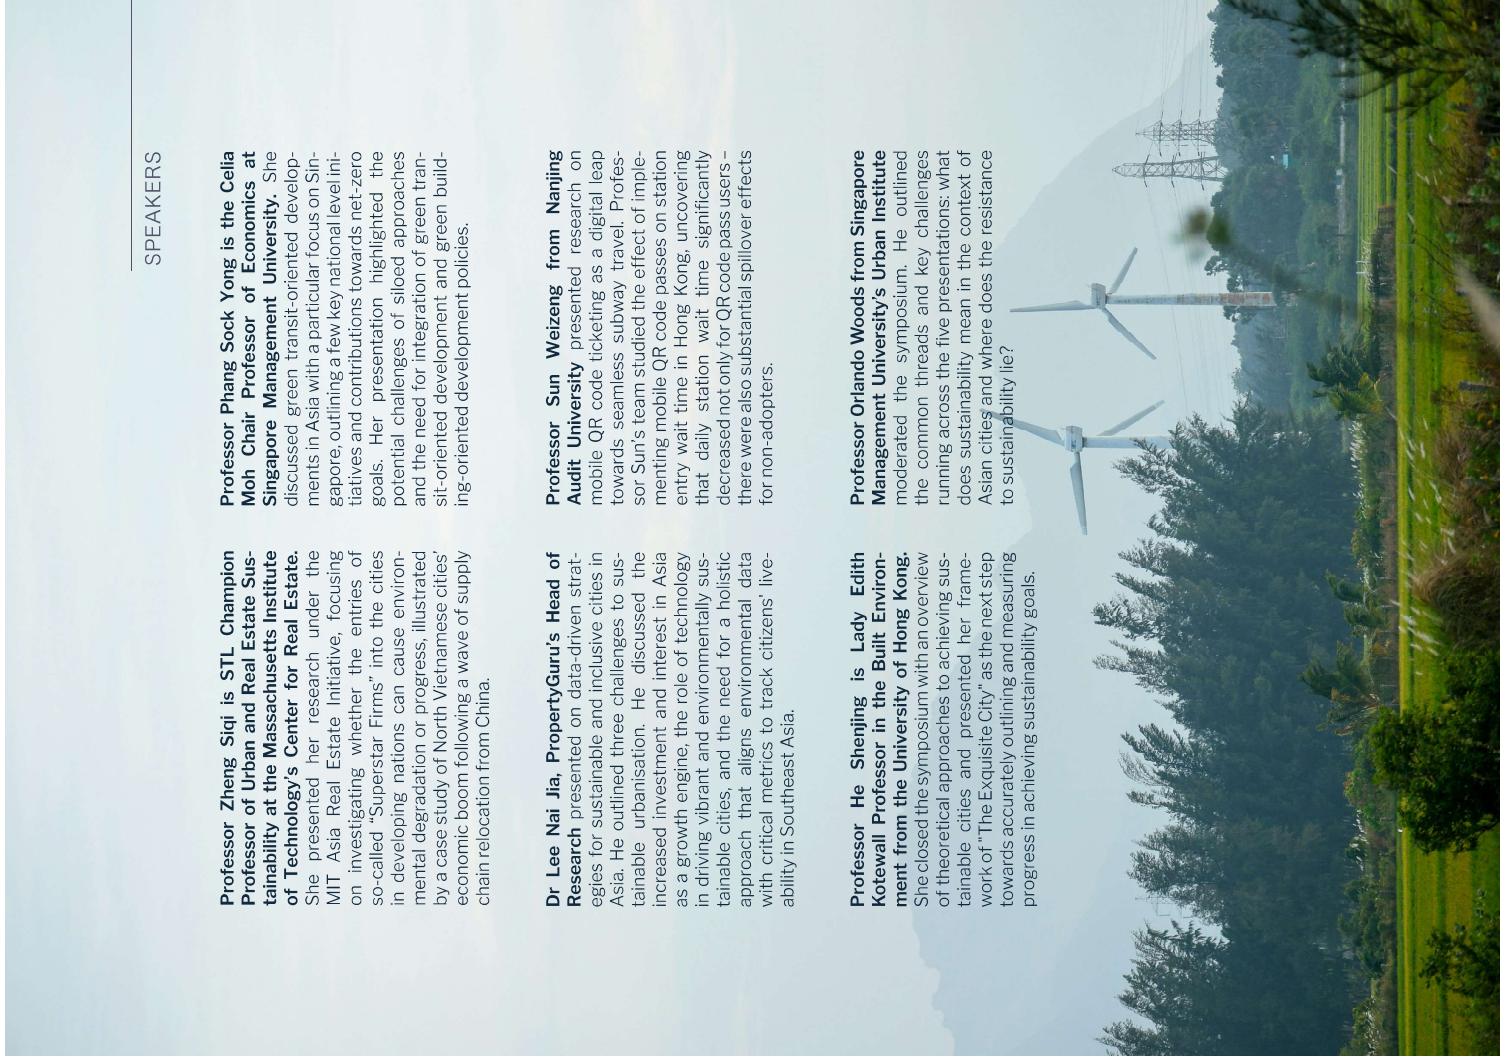 SPEAKERS
Professor Zheng Siqi is STL Champion
Professor of Urban and Real Estate Sus-
tainability at the Massachusetts Institute
of Technology's Center for Real Estate.
She presented her research under the
MIT Asia Real Estate Initiative, focusing
on investigating whether the entries of
so-called “Superstar Firms” into the cities
in developing nations can cause environ-
mental degradation or progress, illustrated
by a case study of North Vietnamese cities’
economic boom following a wave of supply
chain relocation from China.
Professor Phang Sock Yong is the Celia
Moh Chair Professor of Economics at
Singapore Management University. She
discussed green transit-oriented develop-
ments in Asia with a particular focus on Sin-
gapore, outlining a few key national level ini-
tiatives and contributions towards net-zero
goals. Her presentation highlighted the
potential challenges of siloed approaches
and the need for integration of green tran-
sit-oriented development and green build-
ing-oriented development policies.
Dr Lee Nai Jia, PropertyGuru's Head of
Research presented on data-driven strat-
egies for sustainable and inclusive cities in
Asia. He outlined three challenges to sus-
tainable urbanisation. He discussed the
increased investment and interest in Asia
as a growth engine, the role of technology
in driving vibrant and environmentally sus-
tainable cities, and the need for a holistic
approach that aligns environmental data
with critical metrics to track citizens' live-
ability in Southeast Asia.
Professor Sun Weizeng from Nanjing
Audit University presented research on
mobile QR code ticketing as a digital leap
towards seamless subway travel. Profes-
sor Sun's team studied the effect of imple-
menting mobile QR code passes on station
entry wait time in Hong Kong, uncovering
that daily station wait time significantly
decreased not only for QR code pass users –
there were also substantial spillover effects
for non-adopters.
Professor He Shenjing is Lady Edith
Kotewall Professor in the Built Environ-
ment from the University of Hong Kong.
She closed the symposium with an overview
of theoretical approaches to achieving sus-
tainable cities and presented her frame-
work of "The Exquisite City" as the next step
towards accurately outlining and measuring
progress in achieving sustainability goals.
Professor Orlando Woods from Singapore
Management University's Urban Institute
moderated the symposium. He outlined
the common threads and key challenges
running across the five presentations: what
does sustainability mean in the context of
Asian cities and where does the resistance
to sustainability lie?